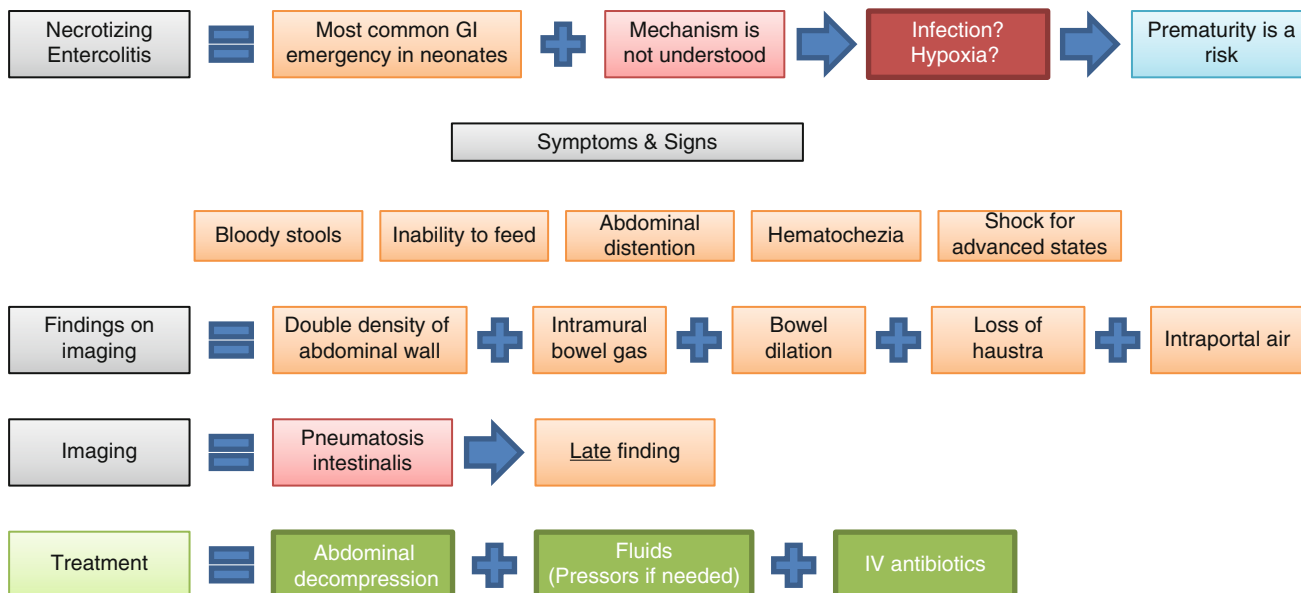 Necrotizing
Entercolitis
Most common GI
emergency in neonates
Mechanism is
not understood
Infection?
Hypoxia?
Prematurity is a
risk
Symptoms & Signs
Bloody stools
Inability to feed
Abdominal
distention
Hematochezia
Shock for
advanced states
Findings on
imaging
Double density of
abdominal wall
Intramural
bowel gas
Bowel
dilation
Loss of
haustra
Intraportal air
Imaging
Pneumatosis
intestinalis
Late finding
Treatment
Abdominal
decompression
Fluids
(Pressors if needed)
IV antibiotics